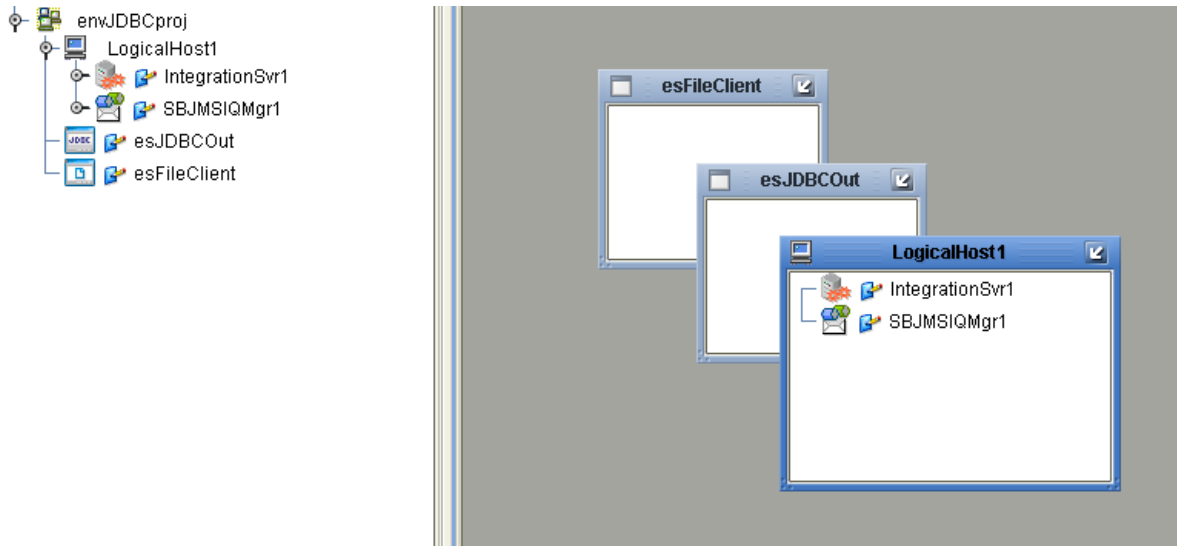 envJDBCproj
LogicalHost1
IntegrationSvr1
SBJMSIQMgr1
JDBC esJDBCOut
esFileClient
esFileClient
esJDBCOut
LogicalHost1
IntegrationSvr1
SBJMSIQMgr1